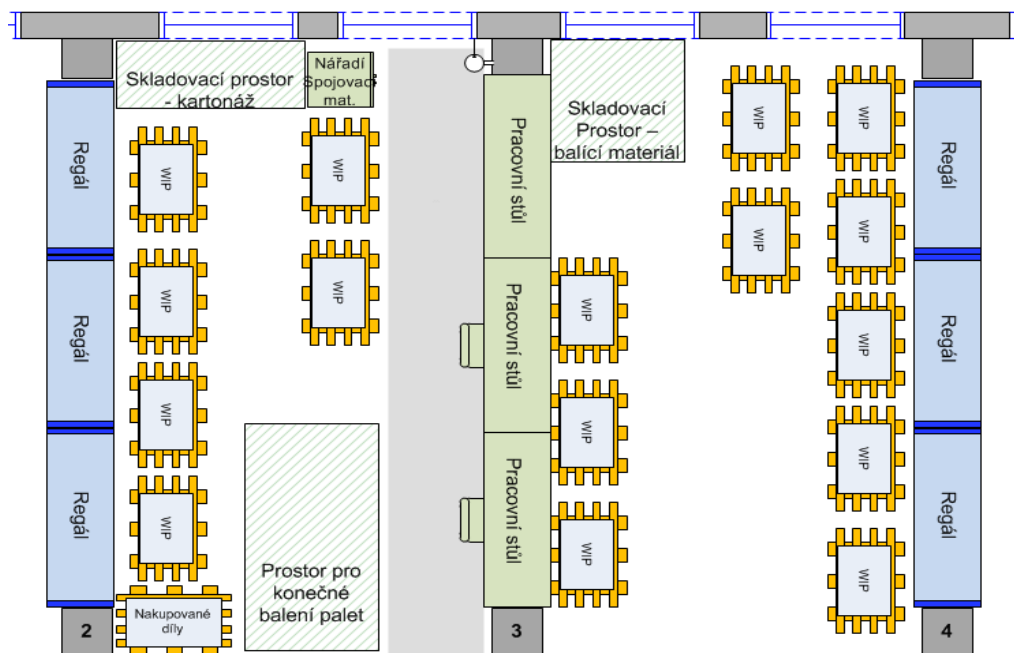 Skladovací prostor
- kartonáž
Nářadí
Spojovací
mat.
Skladovací
Prostor –
balící materiál
Regál
Regál
Regál
WIP
WIP
WIP
WIP
WIP
WIP
Nakupované
díly
Prostor pro
konečné
balení palet
Pracovní stůl
Pracovní stůl
Pracovní stůl
WIP
WIP
WIP
WIP
WIP
WIP
WIP
WIP
WIP
WIP
Regál
Regál
Regál
2
3
4